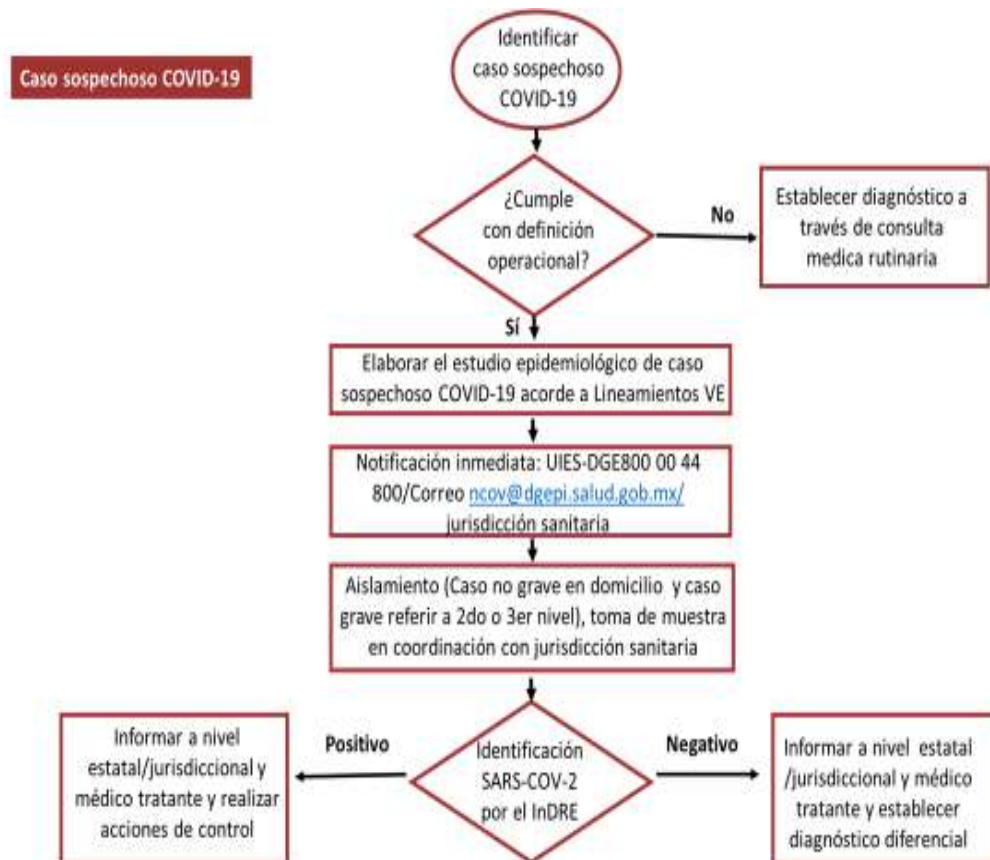 Caso sospechoso COVID-19
Identificar
caso sospechoso
COVID-19
¿Cumple
con definición
operacional?
No
Establecer diagnóstico a
través de consulta
medica rutinaria
Sí
Elaborar el estudio epidemiológico de caso
sospechoso COVID-19 acorde a Lineamientos VE
Notificación inmediata: UIES-DGE800 00 44
800/Correo ncov@dgepi.salud.gob.mx/
jurisdicción sanitaria
Aislamiento (Caso no grave en domicilio y caso
grave referir a 2do o 3er nivel), toma de muestra
en coordinación con jurisdicción sanitaria
Identificación
SARS-COV-2
por el InDRE
Positivo
Informar a nivel
estatal/jurisdiccional y
médico tratante y realizar
acciones de control
Negativo
Informar a nivel estatal
/jurisdiccional y médico
tratante y establecer
diagnóstico diferencial